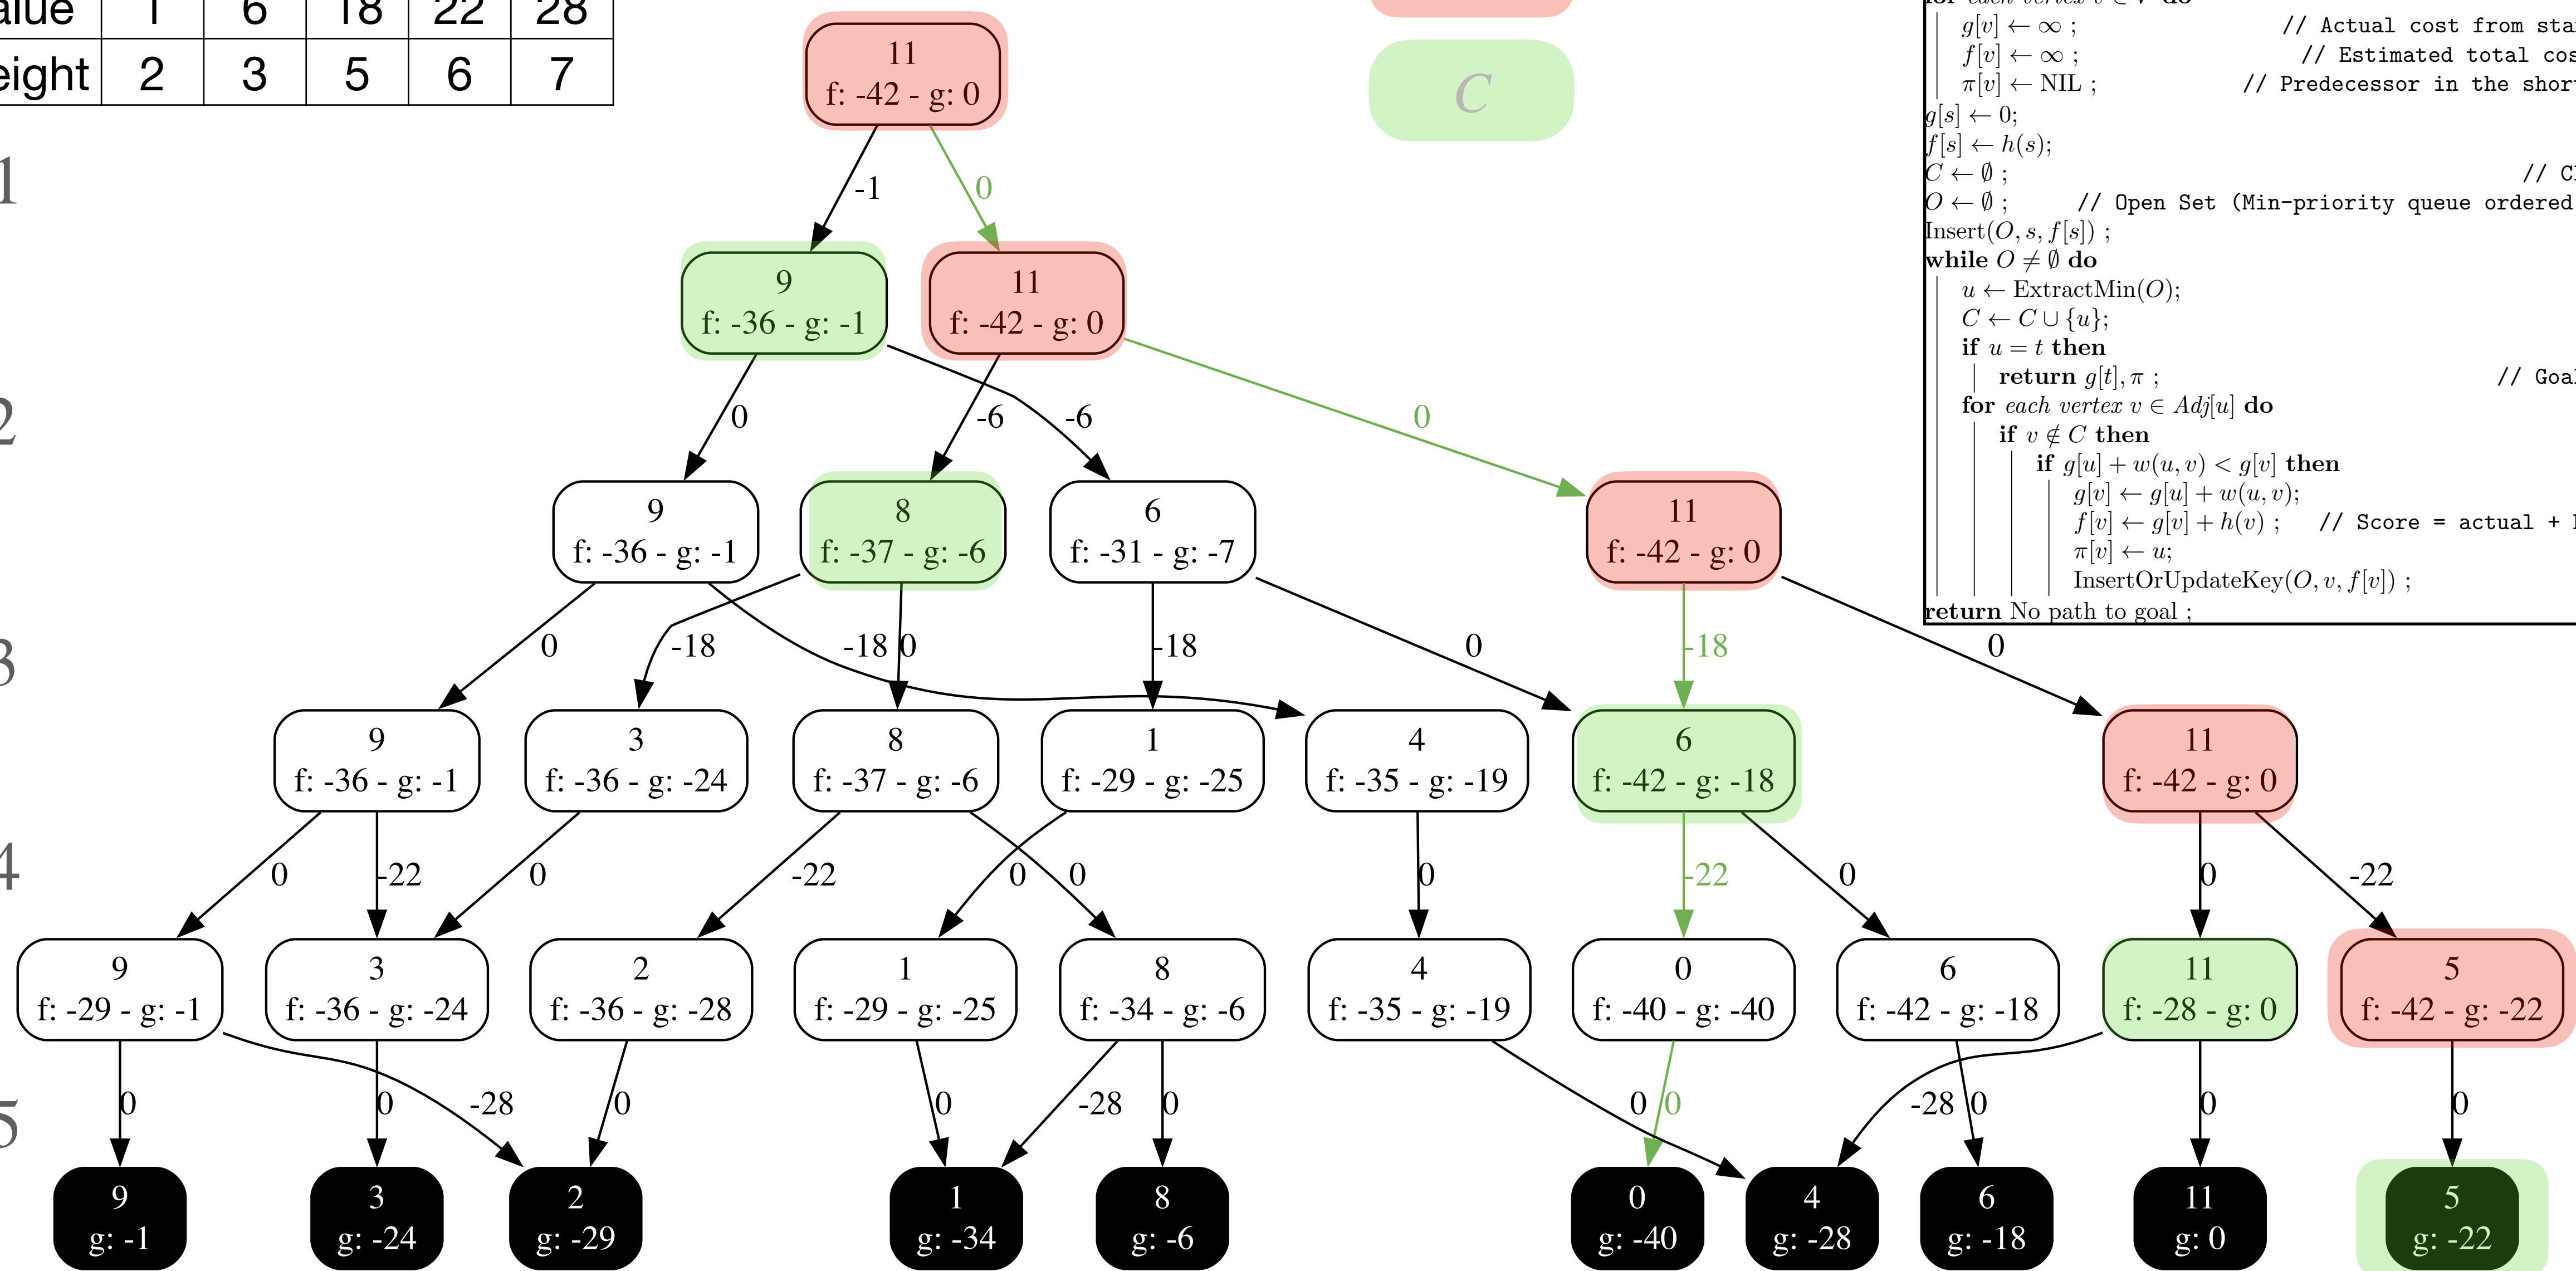 alue 1 6 18 22 28
eight 2 3 5 6 7
C
for each vertex v ∈ V do
g[v] ← ∞ ; // Actual cost from sta
f[v] ← ∞ ; // Estimated total cos
π[v] ← NIL ; // Predecessor in the shor
g[s] ← 0;
f[s] ← h(s);
C ← ∅ ; // C
O ← ∅ ; // Open Set (Min-priority queue ordered
Insert(O, s, f[s]) ;
while O ≠ ∅ do
u ← ExtractMin(O);
C ← C ∪ {u};
if u = t then
return g[t], π ; // Goal
for each vertex v ∈ Adj[u] do
if v ∉ C then
if g[u] + w(u, v) < g[v] then
g[v] ← g[u] + w(u, v);
f[v] ← g[v] + h(v) ; // Score = actual +
π[v] ← u;
InsertOrUpdateKey(O, v, f[v]) ;
return No path to goal ;
11
f: -42 - g: 0
1
-1 0
9 11
f: -36 - g: -1 f: -42 - g: 0
2
0 -6 -6 0
9 8 6 11
f: -36 - g: -1 f: -37 - g: -6 f: -31 - g: -7 f: -42 - g: 0
3
0 -18 -18 0 -18 0 -18 0
9 3 8 1 4 6 11
f: -36 - g: -1 f: -36 - g: -24 f: -37 - g: -6 f: -29 - g: -25 f: -35 - g: -19 f: -42 - g: -18 f: -42 - g: 0
4
0 -22 0 -22 0 0 0 -22 0 0 -22
9 3 2 1 8 4 0 6 11 5
f: -29 - g: -1 f: -36 - g: -24 f: -36 - g: -28 f: -29 - g: -25 f: -34 - g: -6 f: -35 - g: -19 f: -40 - g: -40 f: -42 - g: -18 f: -28 - g: 0 f: -42 - g: -22
5
0 0 -28 0 0 -28 0 0 0 -28 0 0 0
9 3 2 1 8 0 4 6 11 5
g: -1 g: -24 g: -29 g: -34 g: -6 g: -40 g: -28 g: -18 g: 0 g: -22